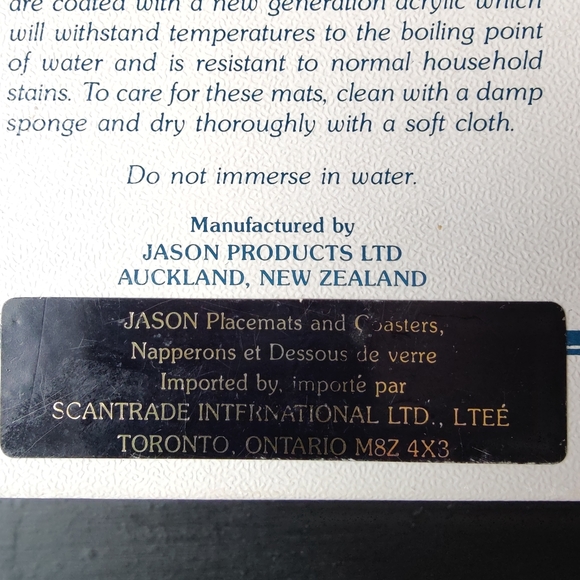 are coated with a new generation acrylic which
will withstand temperatures to the boiling point
of water and is resistant to normal household
stains. To care for these mats, clean with a damp
sponge and dry thoroughly with a soft cloth.
Do not immerse in water.
Manufactured by
JASON PRODUCTS LTD
AUCKLAND, NEW ZEALAND
JASON Placemats and Coasters,
Napperons et Dessous de verre
Imported by, importé par
SCANTRADE INTERNATIONAL LTD., LTEÉ
TORONTO, ONTARIO M8Z 4X3